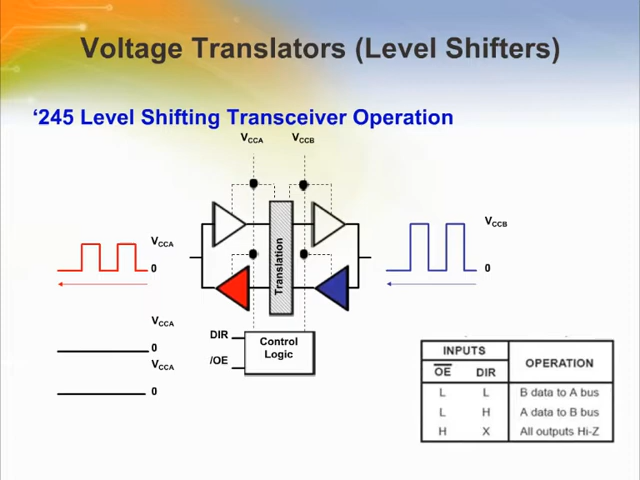 Voltage Translators (Level Shifters)
‘245 Level Shifting Transceiver Operation
VCCA VCCB
Translation
VCCA
0
VCCB
0
VCCA
0
VCCA
0
DIR
/OE
Control
Logic
INPUTS OPERATION
OE DIR
L L B data to A bus
L H A data to B bus
H X All outputs Hi-Z